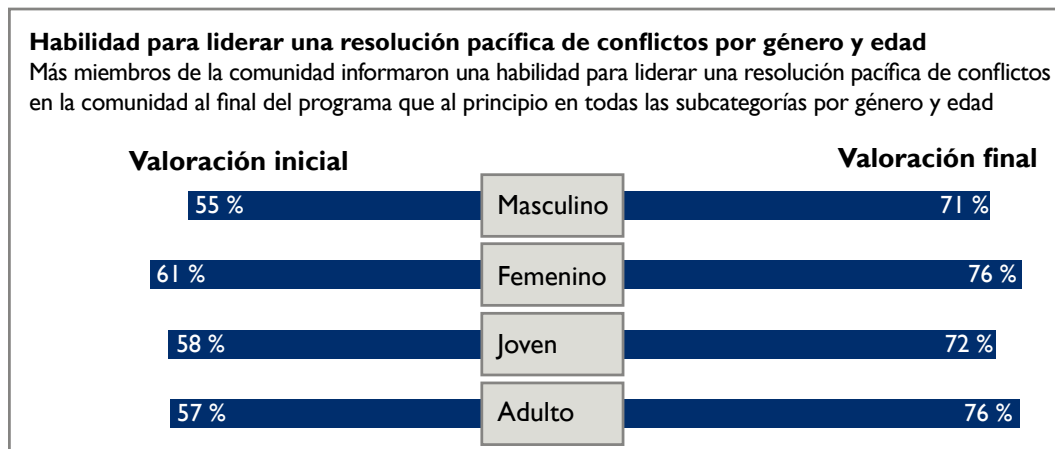 Habilidad para liderar una resolución pacífica de conflictos por género y edad
Más miembros de la comunidad informaron una habilidad para liderar una resolución pacífica de conflictos
en la comunidad al final del programa que al principio en todas las subcategorías por género y edad
Valoración inicial Valoración final
55 % Masculino 71 %
61 % Femenino 76 %
58 % Joven 72 %
57 % Adulto 76 %